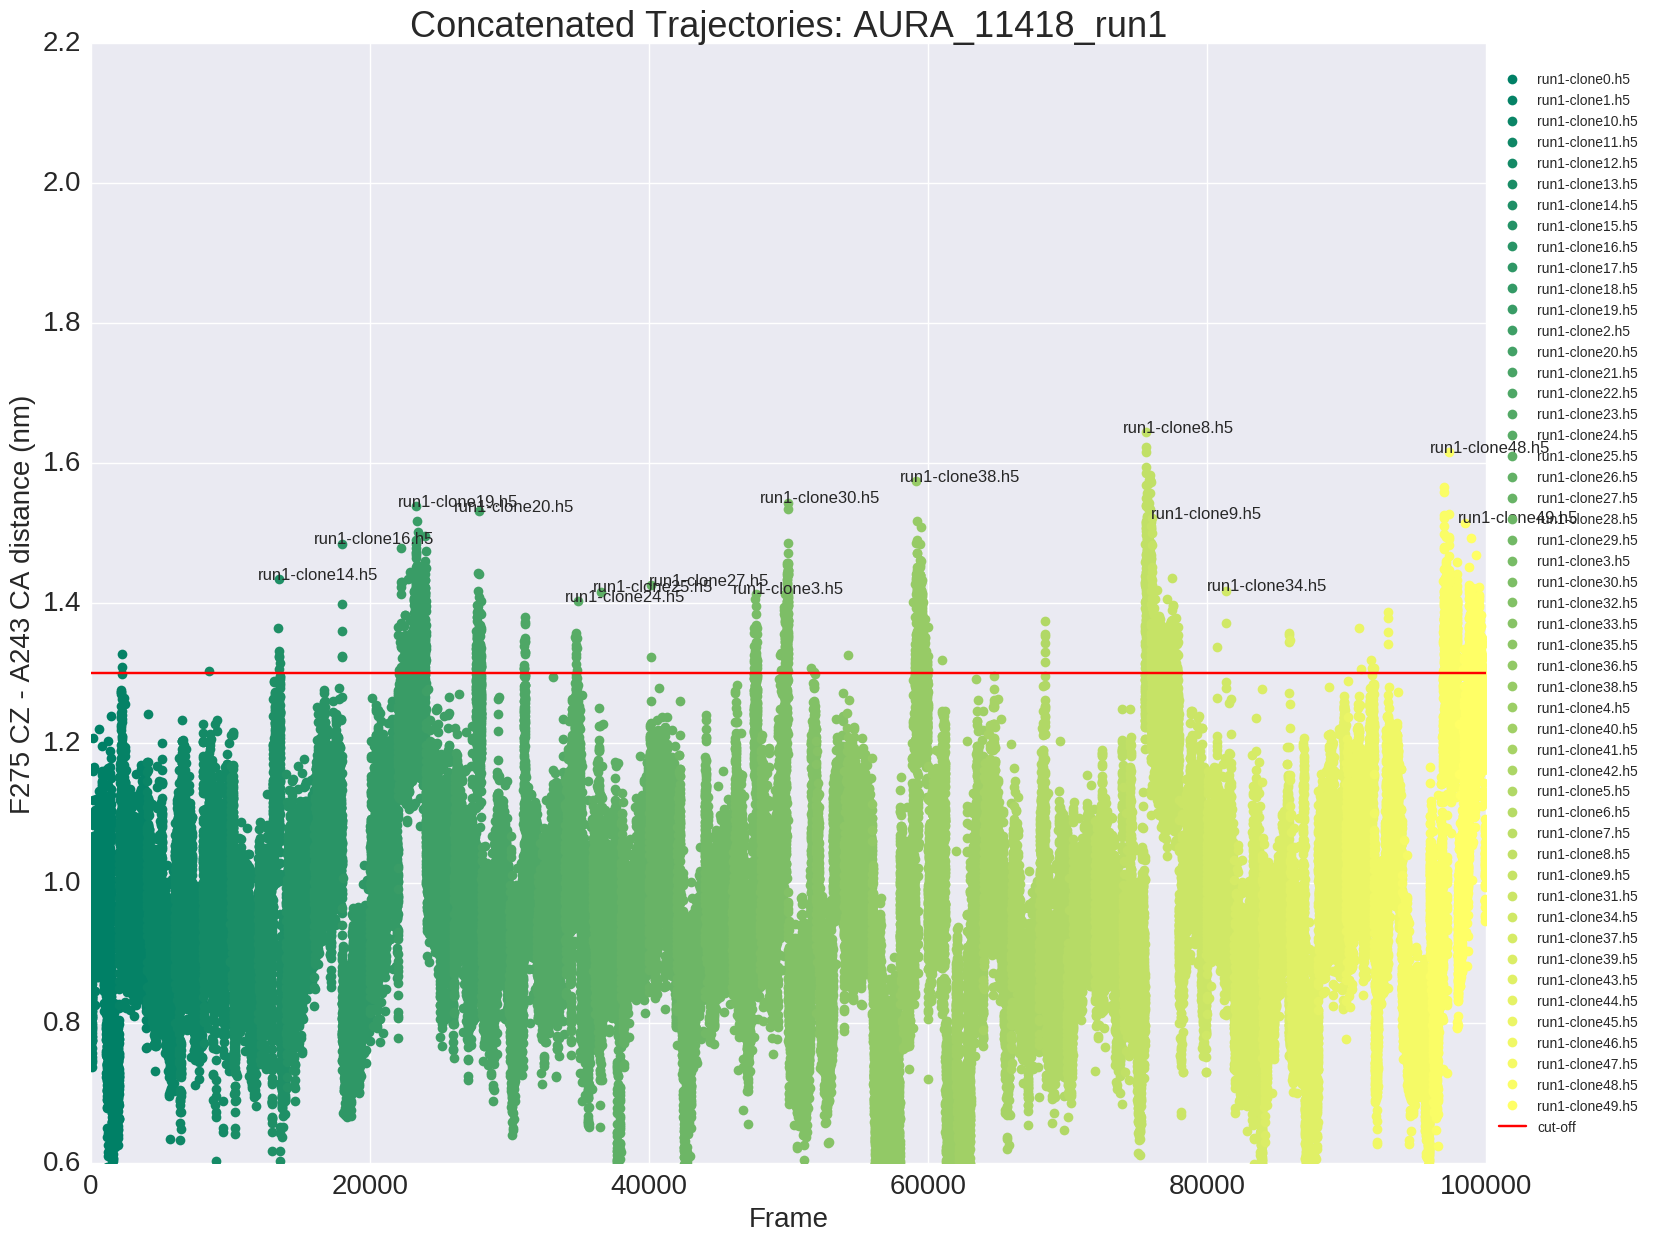 Concatenated Trajectories: AURA_11418_run1
2.2
2.0
1.8
1.6
1.4
1.2
1.0
0.8
0.6
F275 CZ - A243 CA distance (nm)
run1-clone8.h5
run1-clone48.h5
run1-clone38.h5
run1-clone30.h5
run1-clone19.h5
run1-clone20.h5
run1-clone9.h5
run1-clone49.h5
run1-clone16.h5
run1-clone14.h5
run1-clone27.h5
run1-clone25.h5
run1-clone3.h5
run1-clone34.h5
run1-clone24.h5
0
20000
40000
60000
80000
100000
Frame
run1-clone0.h5
run1-clone1.h5
run1-clone10.h5
run1-clone11.h5
run1-clone12.h5
run1-clone13.h5
run1-clone14.h5
run1-clone15.h5
run1-clone16.h5
run1-clone17.h5
run1-clone18.h5
run1-clone19.h5
run1-clone2.h5
run1-clone20.h5
run1-clone21.h5
run1-clone22.h5
run1-clone23.h5
run1-clone24.h5
run1-clone25.h5
run1-clone26.h5
run1-clone27.h5
run1-clone28.h5
run1-clone29.h5
run1-clone3.h5
run1-clone30.h5
run1-clone32.h5
run1-clone33.h5
run1-clone35.h5
run1-clone36.h5
run1-clone38.h5
run1-clone4.h5
run1-clone40.h5
run1-clone41.h5
run1-clone42.h5
run1-clone5.h5
run1-clone6.h5
run1-clone7.h5
run1-clone8.h5
run1-clone9.h5
run1-clone31.h5
run1-clone34.h5
run1-clone37.h5
run1-clone39.h5
run1-clone43.h5
run1-clone44.h5
run1-clone45.h5
run1-clone46.h5
run1-clone47.h5
run1-clone48.h5
run1-clone49.h5
cut-off